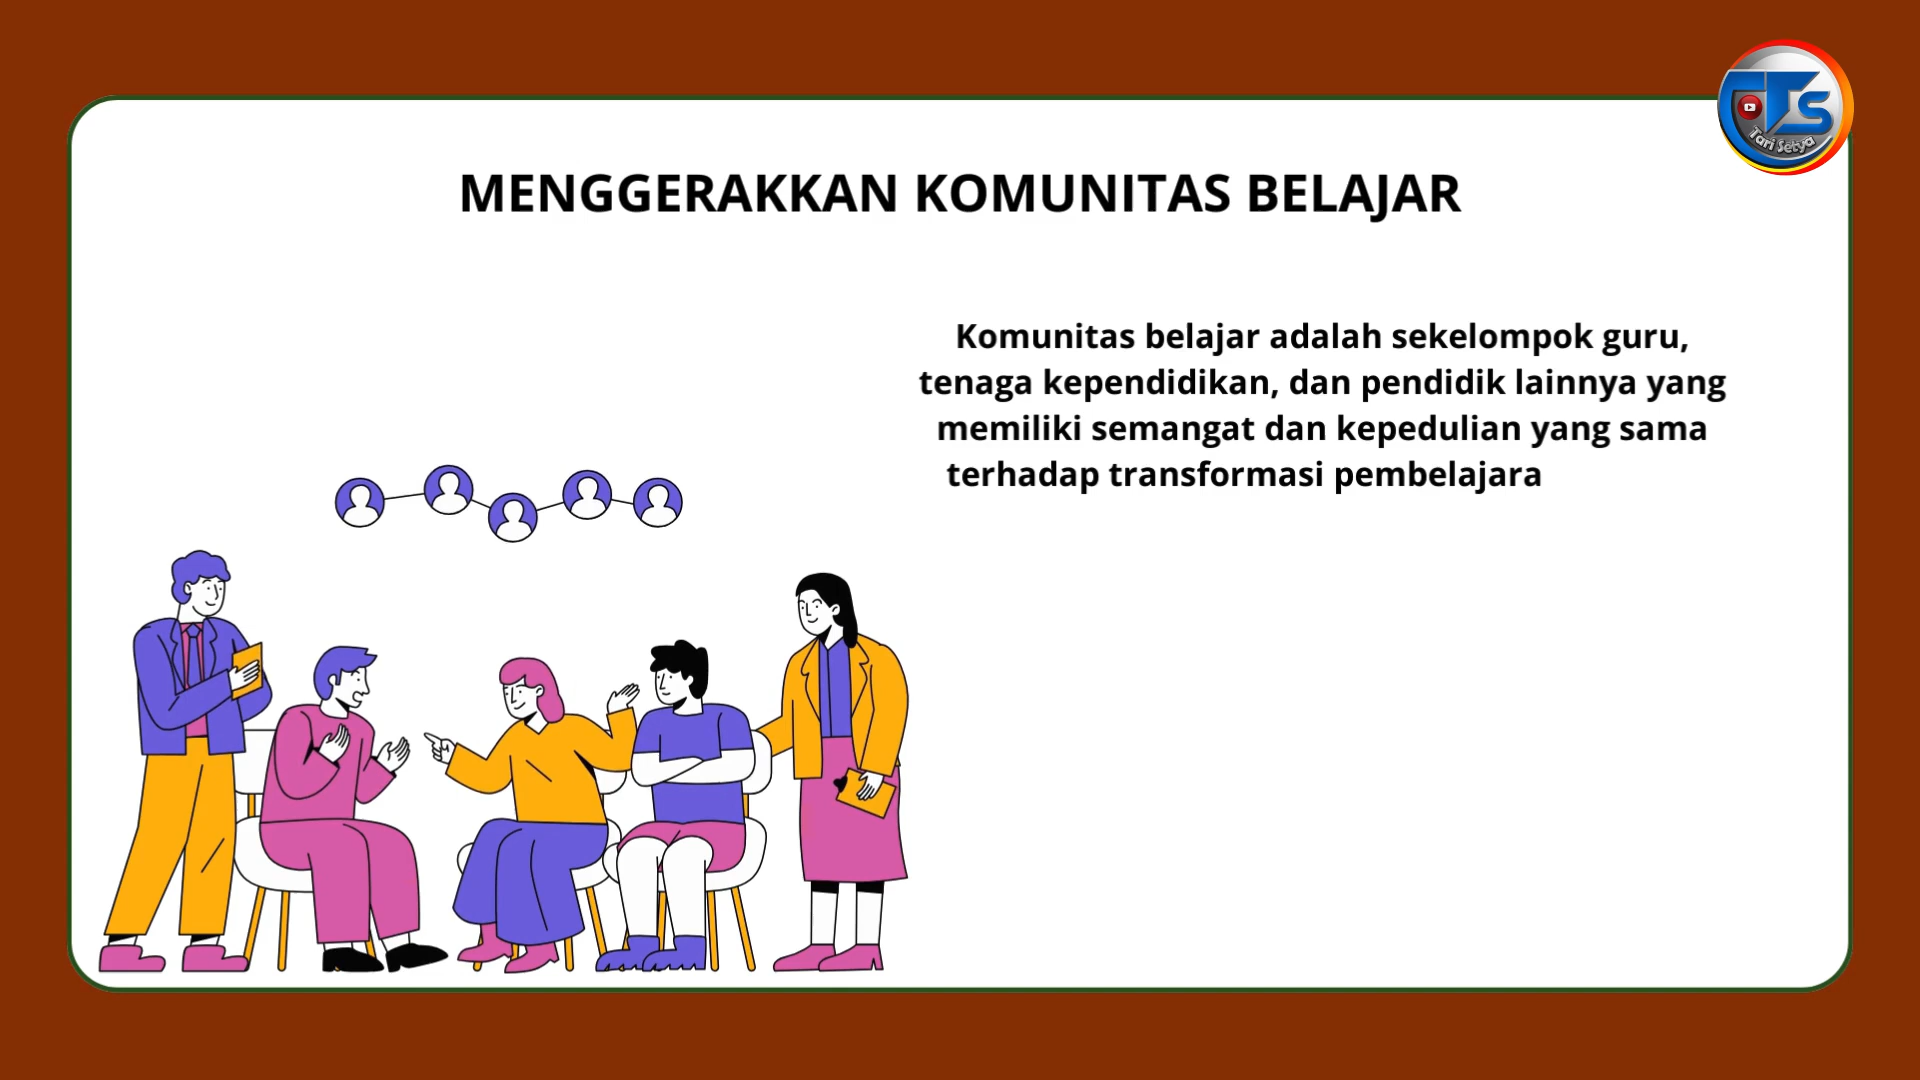 TS
Tari Setya
MENGGERAKKAN KOMUNITAS BELAJAR
Komunitas belajar adalah sekelompok guru,
tenaga kependidikan, dan pendidik lainnya yang
memiliki semangat dan kepedulian yang sama
terhadap transformasi pembelajara